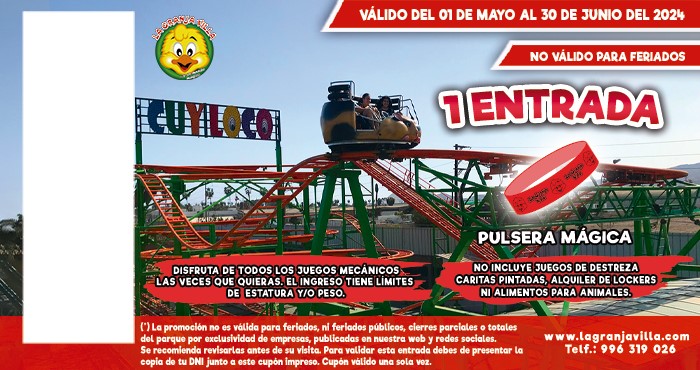 VÁLIDO DEL 01 DE MAYO AL 30 DE JUNIO DEL 2024
NO VÁLIDO PARA FERIADOS
LA GRANJA VILLA
CUYLOCO
1 ENTRADA
PULSERA MÁGICA
DISFRUTA DE TODOS LOS JUEGOS MECÁNICOS
LAS VECES QUE QUIERAS. EL INGRESO TIENE LÍMITES
DE ESTATURA Y/O PESO.
NO INCLUYE JUEGOS DE DESTREZA
CARITAS PINTADAS, ALQUILER DE LOCKERS
NI ALIMENTOS PARA ANIMALES.
(*) La promoción no es válida para feriados, ni feriados públicos, cierres parciales o totales
del parque por exclusividad de empresas, publicadas en nuestra web y redes sociales.
Se recomienda revisarlas antes de su visita. Para validar esta entrada debes de presentar la
copia de tu DNI junto a este cupón impreso. Cupón válido una sola vez.
www.lagranjavilla.com
Telf.: 996 319 026